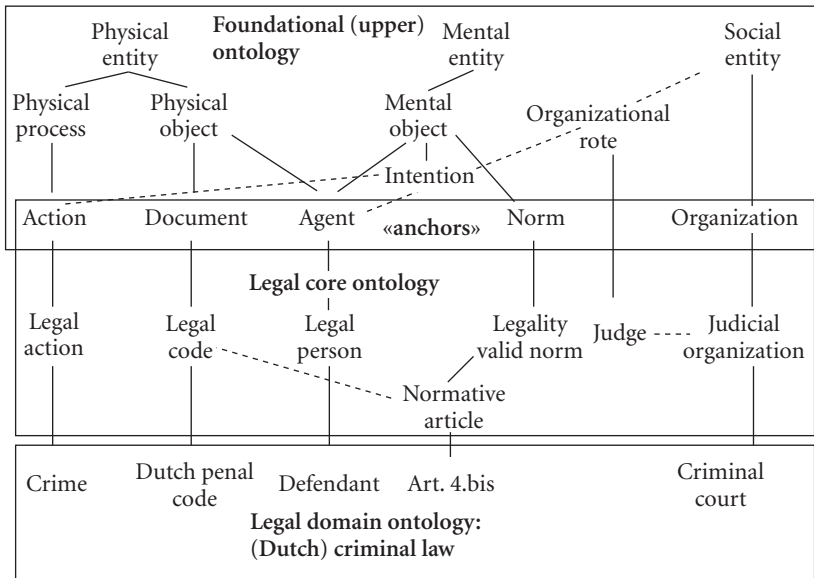 Physical
entity
Foundational (upper)
ontology
Mental
entity
Social
entity
Physical
process
Physical
object
Mental
object
Organizational
rote
Intention
Action
Document
Agent
«anchors»
Norm
Organization
Legal core ontology
Legal
action
Legal
code
Legal
person
Legality
valid norm
Judge
Judicial
organization
Normative
article
Crime
Dutch penal
code
Defendant
Art. 4.bis
Criminal
court
Legal domain ontology:
(Dutch) criminal law